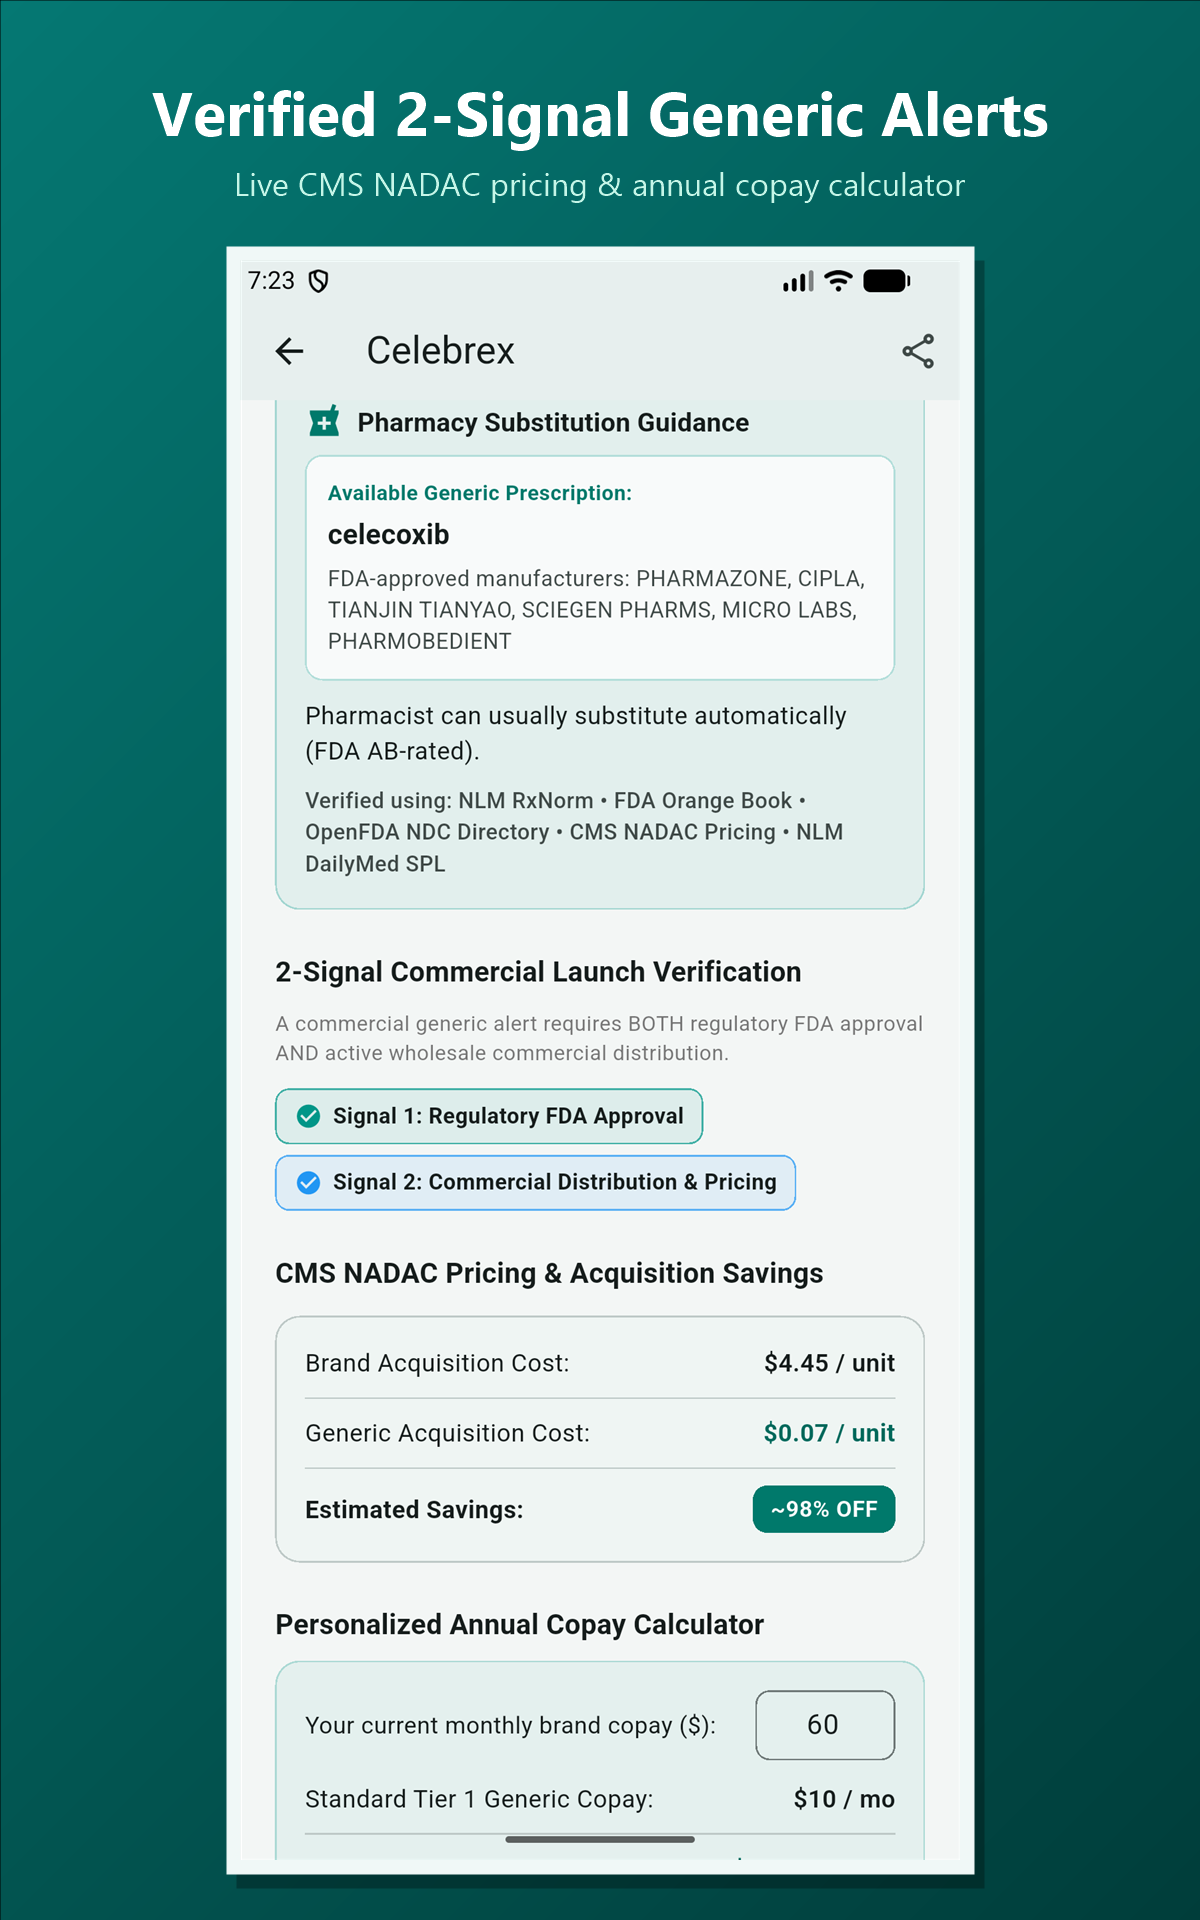 Verified 2-Signal Generic Alerts
Live CMS NADAC pricing & annual copay calculator
7:23
Celebrex
Pharmacy Substitution Guidance
Available Generic Prescription:
celecoxib
FDA-approved manufacturers: PHARMAZONE, CIPLA,
TIANJIN TIANYAO, SCIEGEN PHARMS, MICRO LABS,
PHARMOBEDIENT
Pharmacist can usually substitute automatically
(FDA AB-rated).
Verified using: NLM RxNorm • FDA Orange Book •
OpenFDA NDC Directory • CMS NADAC Pricing • NLM
DailyMed SPL
2-Signal Commercial Launch Verification
A commercial generic alert requires BOTH regulatory FDA approval
AND active wholesale commercial distribution.
Signal 1: Regulatory FDA Approval
Signal 2: Commercial Distribution & Pricing
CMS NADAC Pricing & Acquisition Savings
Brand Acquisition Cost: $4.45 / unit
Generic Acquisition Cost: $0.07 / unit
Estimated Savings: ~98% OFF
Personalized Annual Copay Calculator
Your current monthly brand copay ($): 60
Standard Tier 1 Generic Copay: $10 / mo